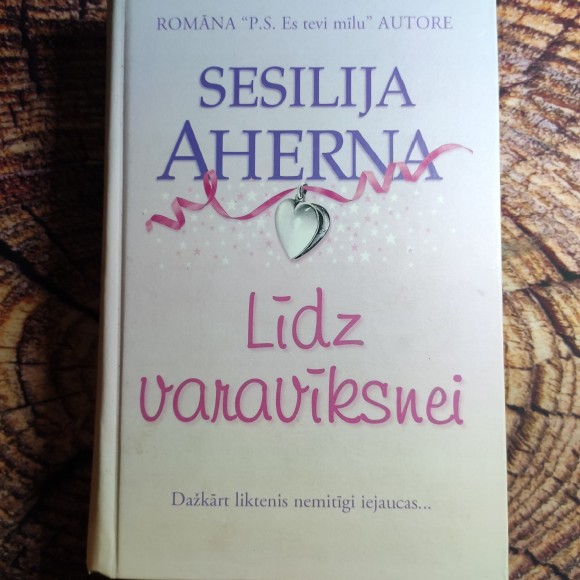 ROMĀNA “P.S. Es tevi mīlu” AUTORE
SESILIJA
AHERNA
Līdz
varavīksnei
Dažkārt liktenis nemitīgi iejaucas...